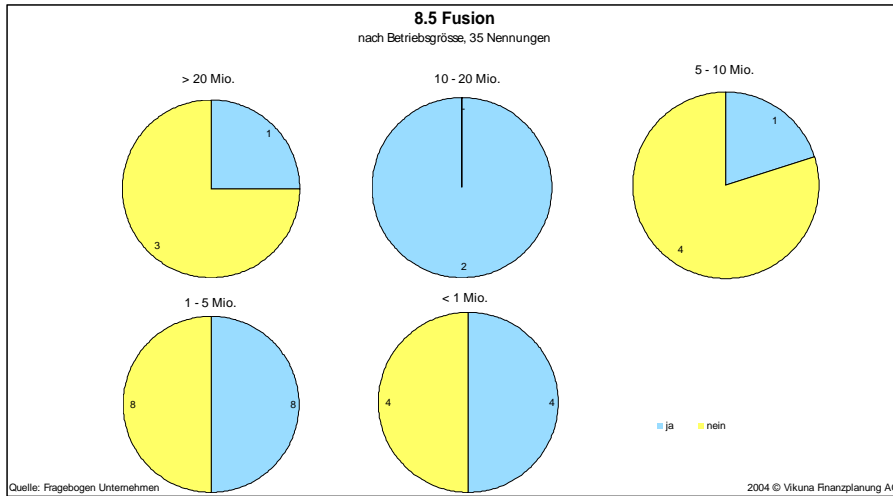 8.5 Fusion
nach Betriebsgrösse, 35 Nennungen
> 20 Mio.
1
3
10 - 20 Mio.
-
2
5 - 10 Mio.
1
4
1 - 5 Mio.
8
8
< 1 Mio.
4
4
ja
nein
Quelle: Fragebogen Unternehmen
2004 © Vikuna Finanzplanung AG